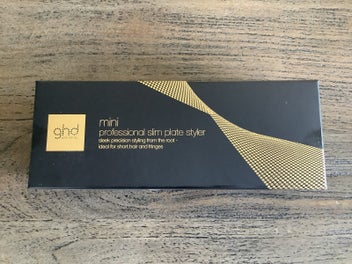 ghd
mini
professional slim plate styler
sleek precision styling from the root -
ideal for short hair and fringes